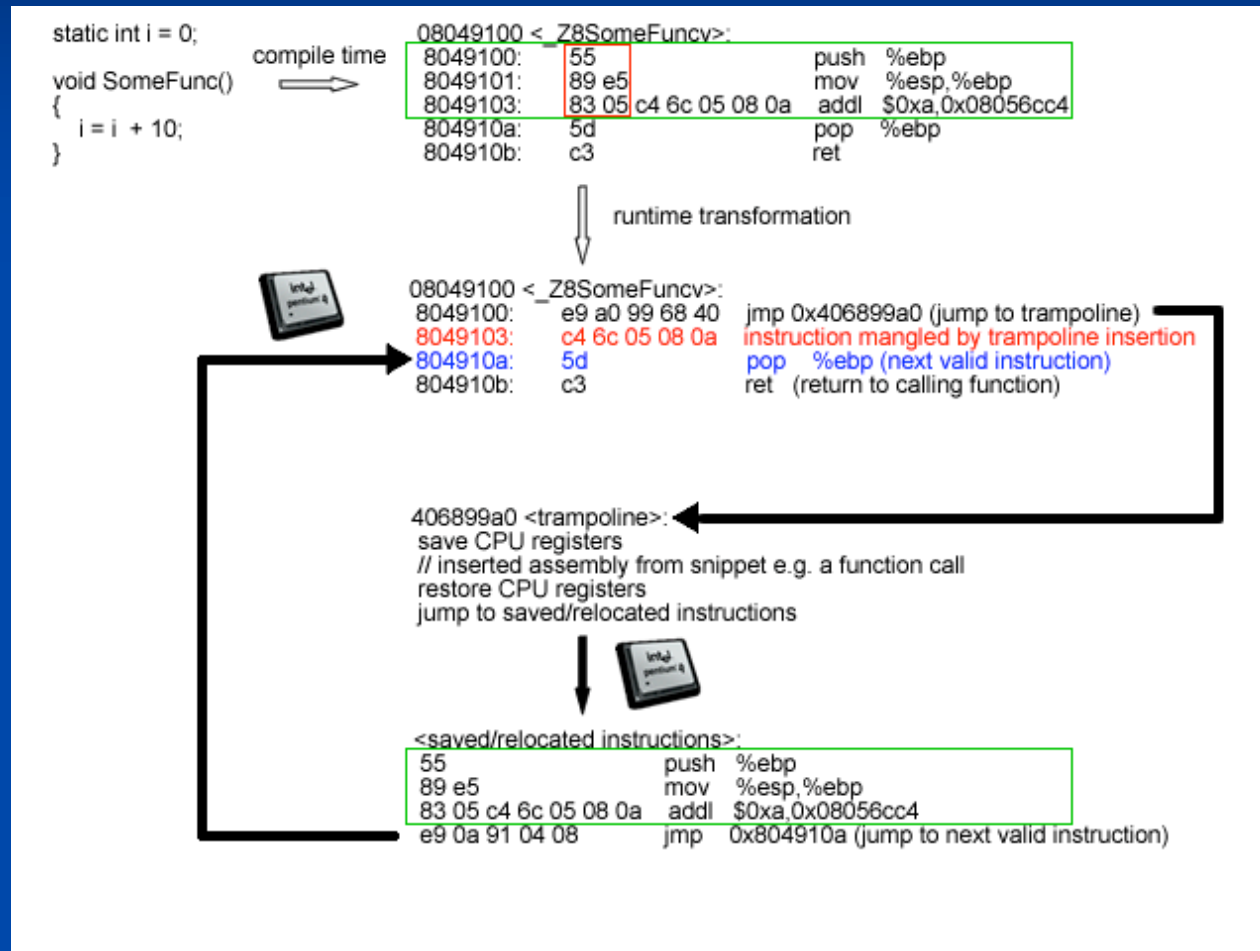 static int i = 0;
void SomeFunc()
{
i = i + 10;
}
compile time
08049100 <_Z8SomeFuncv>:
8049100: 55 push %ebp
8049101: 89 e5 mov %esp,%ebp
8049103: 83 05 c4 6c 05 08 0a addl $0xa,0x08056cc4
804910a: 5d pop %ebp
804910b: c3 ret
runtime transformation
intel
pentium 4
08049100 <_Z8SomeFuncv>:
8049100: e9 a0 99 68 40 jmp 0x406899a0 (jump to trampoline)
8049103: c4 6c 05 08 0a instruction mangled by trampoline insertion
804910a: 5d pop %ebp (next valid instruction)
804910b: c3 ret (return to calling function)
406899a0 <trampoline>:
save CPU registers
// inserted assembly from snippet e.g. a function call
restore CPU registers
jump to saved/relocated instructions
intel
pentium 4
<saved/relocated instructions>:
55 push %ebp
89 e5 mov %esp,%ebp
83 05 c4 6c 05 08 0a addl $0xa,0x08056cc4
e9 0a 91 04 08 jmp 0x804910a (jump to next valid instruction)